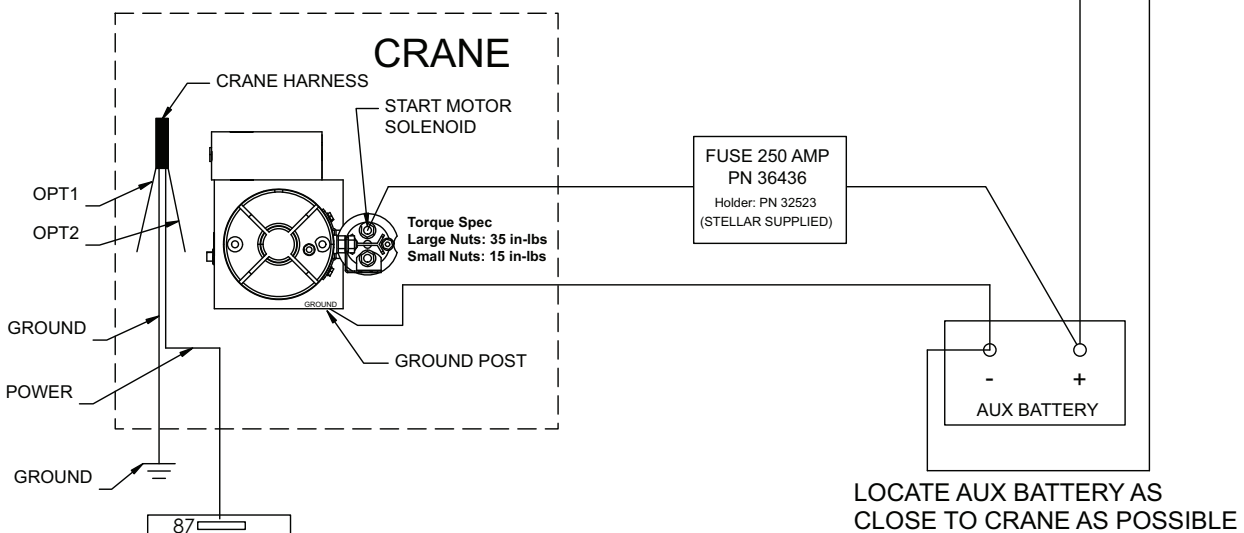 CRANE
CRANE HARNESS
START MOTOR
SOLENOID
OPT1
OPT2
Torque Spec
Large Nuts: 35 in-lbs
Small Nuts: 15 in-lbs
FUSE 250 AMP
PN 36436
Holder: PN 32523
(STELLAR SUPPLIED)
GROUND
GROUND
GROUND POST
POWER
- +
AUX BATTERY
GROUND
LOCATE AUX BATTERY AS
CLOSE TO CRANE AS POSSIBLE
87